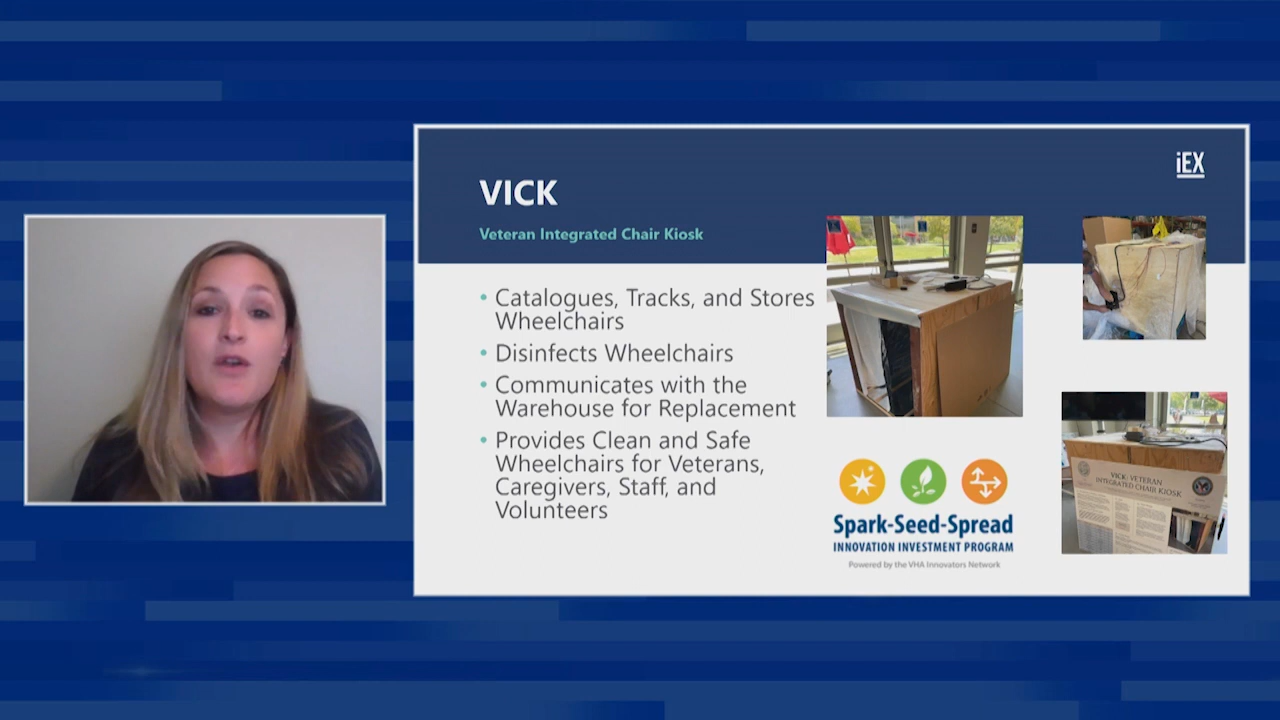 iEX
VICK
Veteran Integrated Chair Kiosk
• Catalogues, Tracks, and Stores
Wheelchairs
• Disinfects Wheelchairs
• Communicates with the
Warehouse for Replacement
• Provides Clean and Safe
Wheelchairs for Veterans,
Caregivers, Staff, and
Volunteers
Spark-Seed-Spread
INNOVATION INVESTMENT PROGRAM
Powered by the VHA Innovators Network
VICK: VETERAN
INTEGRATED CHAIR KIOSK